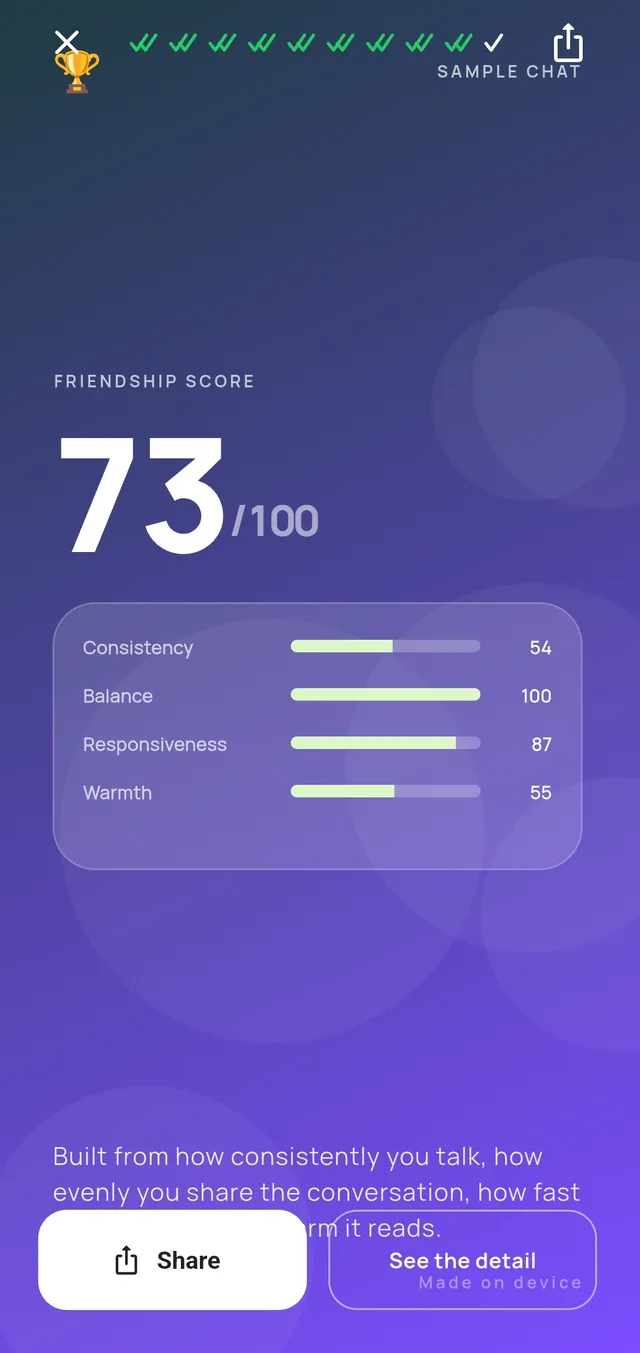 SAMPLE CHAT
FRIENDSHIP SCORE
73/100
Consistency 54
Balance 100
Responsiveness 87
Warmth 55
Built from how consistently you talk, how
evenly you share the conversation, how fast
it reads.
Share
See the detail
Made on device